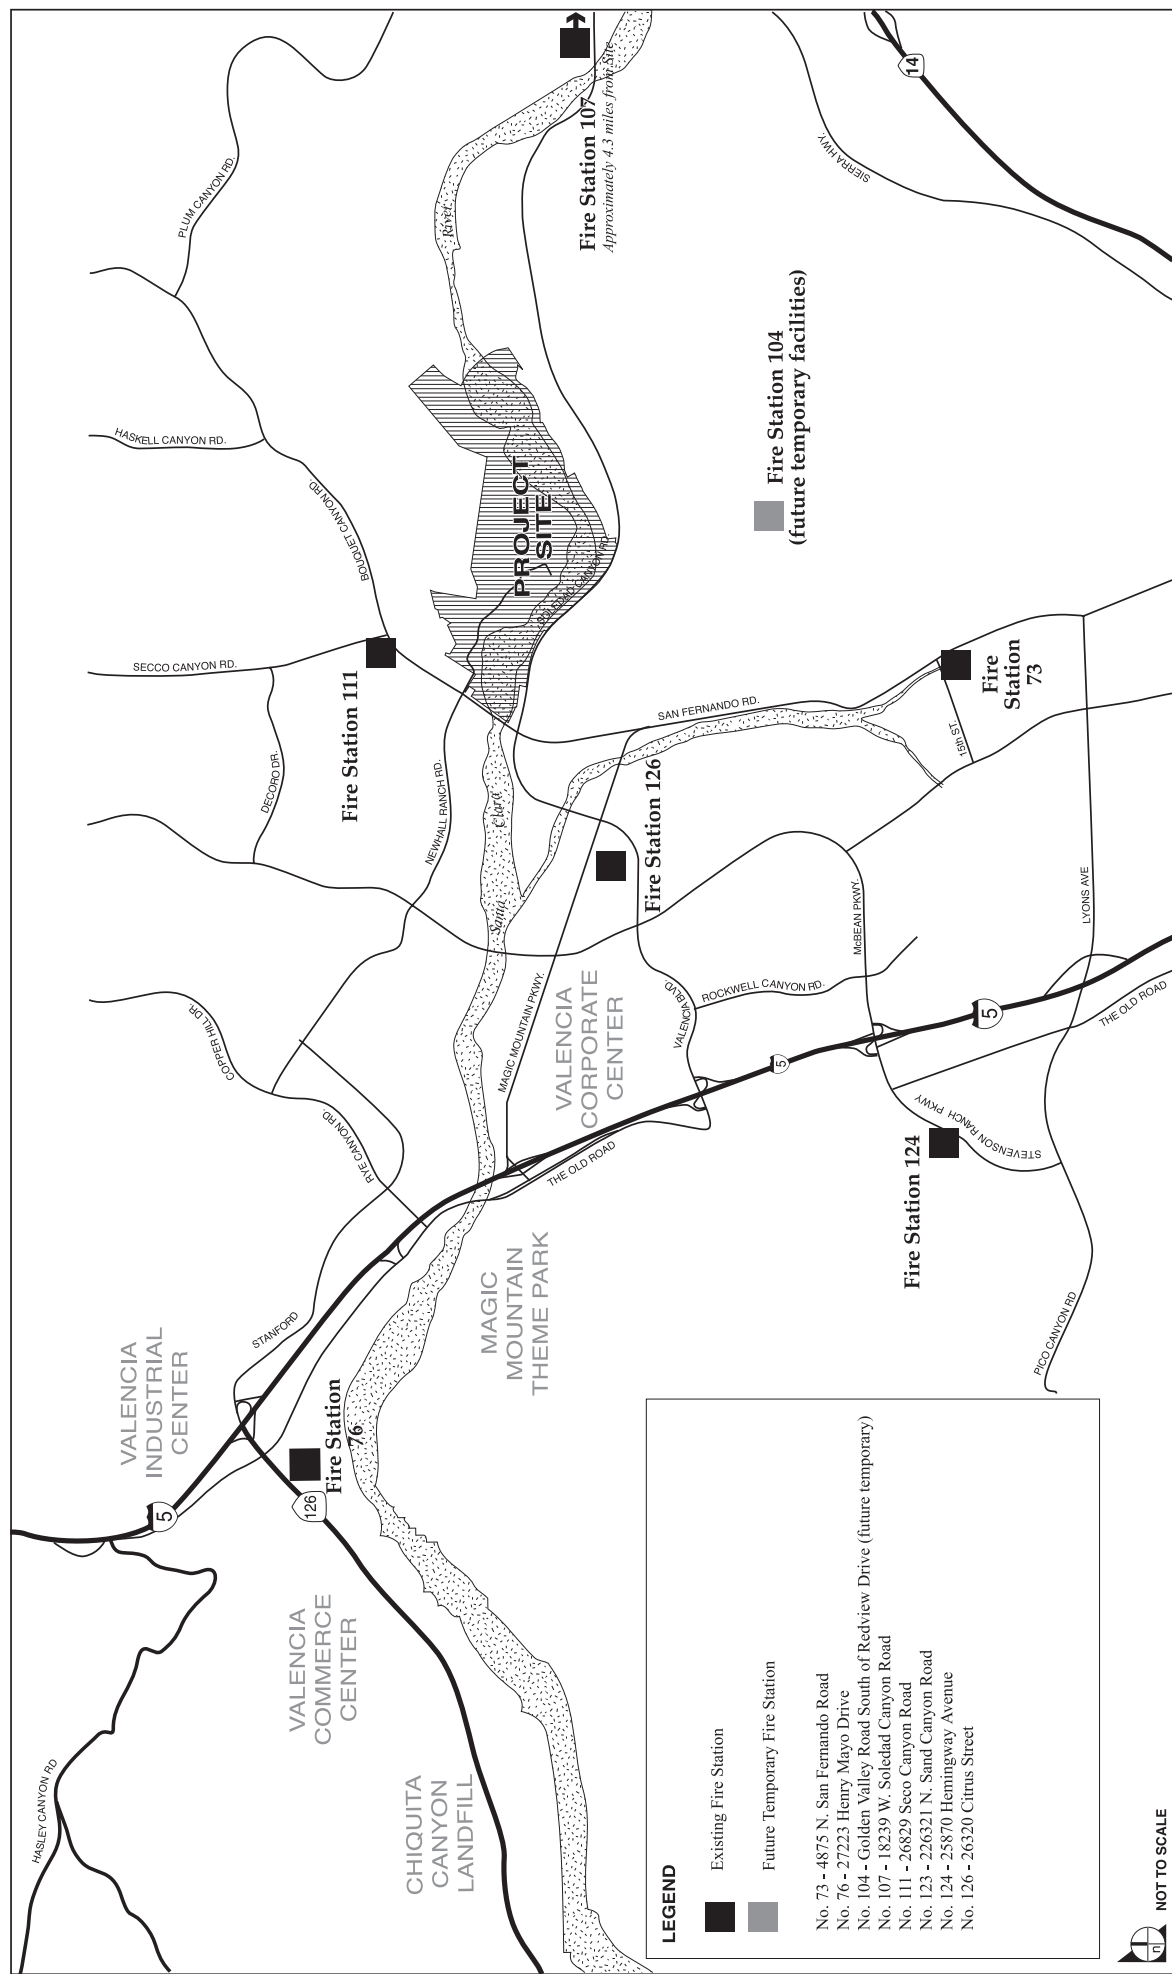 HASLEY CANYON RD
VALENCIA
INDUSTRIAL
CENTER
VALENCIA
COMMERCE
CENTER
CHIQUITA
CANYON
LANDFILL
5
126
Fire Station
76
STANFORD
RYE CANYON RD.
COPPER HILL DR.
MAGIC
MOUNTAIN
THEME PARK
THE OLD ROAD
MAGIC MOUNTAIN PKWY.
VALENCIA
CORPORATE
CENTER
NEWHALL RANCH RD.
DECORO DR.
SECCO CANYON RD.
Fire Station 111
HASKELL CANYON RD.
BOUQUET CANYON RD.
PLUM CANYON RD.
Santa
Clara
River
PROJECT
SITE
SOLEDAD CANYON RD.
Fire Station 107
Approximately 4.3 miles from Site
14
SIERRA HWY.
Fire Station 104
(future temporary facilities)
SAN FERNANDO RD.
Fire Station 126
VALENCIA BLVD.
ROCKWELL CANYON RD.
5
McBEAN PKWY.
15th ST.
Fire
Station
73
LYONS AVE
5
THE OLD ROAD
STEVENSON RANCH PKWY
Fire Station 124
PICO CANYON RD
LEGEND
Existing Fire Station
Future Temporary Fire Station
No. 73 - 4875 N. San Fernando Road
No. 76 - 27223 Henry Mayo Drive
No. 104 - Golden Valley Road South of Redview Drive (future temporary)
No. 107 - 18239 W. Soledad Canyon Road
No. 111 - 26829 Seco Canyon Road
No. 123 - 226321 N. Sand Canyon Road
No. 124 - 25870 Hemingway Avenue
No. 126 - 26320 Citrus Street
n
NOT TO SCALE